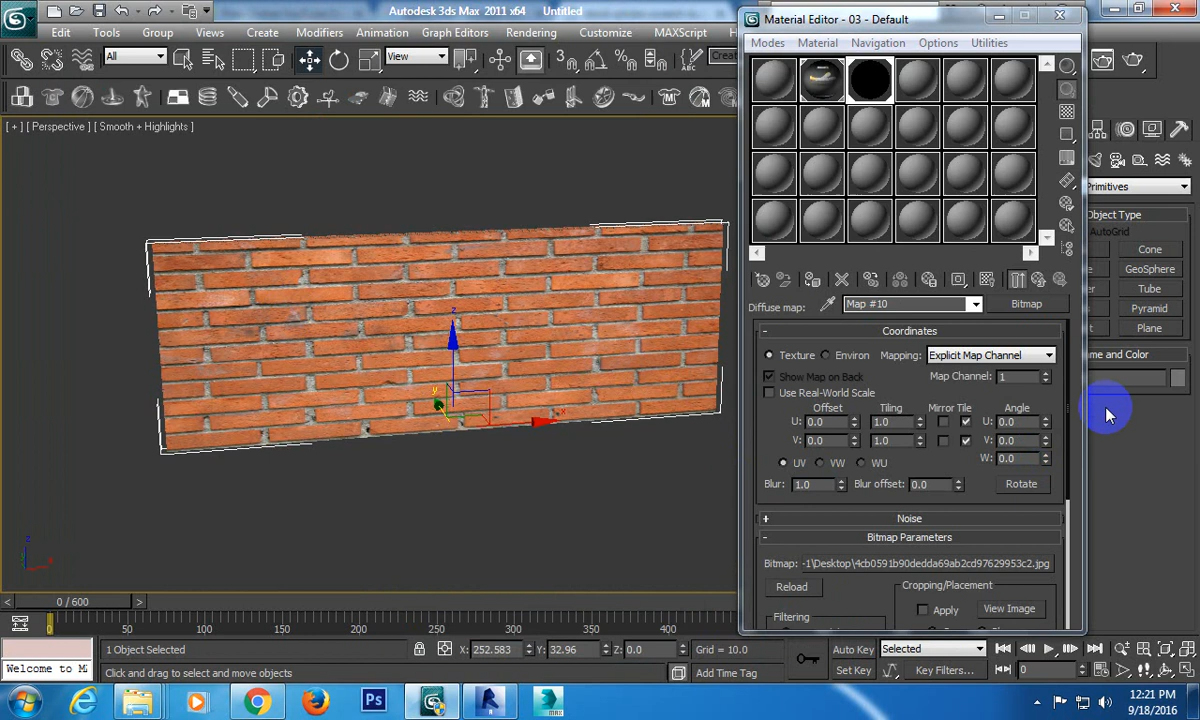 Autodesk 3ds Max 2011 x64 Untitled
Edit Tools Group Views Create Modifiers Animation Graph Editors Rendering Customize MAXScript
All
View
[ + ] [ Perspective ] [ Smooth + Highlights ]
z
y
x
Material Editor - 03 - Default
Modes Material Navigation Options Utilities
Diffuse map: Map #10 Bitmap
- Coordinates
Texture Environ Mapping: Explicit Map Channel
Show Map on Back Map Channel: 1
Use Real-World Scale
Offset Tiling Mirror Tile Angle
U: 0.0 1.0 U: 0.0
V: 0.0 1.0 V: 0.0
W: 0.0
UV VW WU
Blur: 1.0 Blur offset: 0.0 Rotate
+ Noise
- Bitmap Parameters
Bitmap: -1\Desktop\4cb0591b90dedda69ab2cd97629953c2.jpg
Reload Cropping/Placement
Apply View Image
Filtering
Primitives
Object Type
AutoGrid
Cone
GeoSphere
Tube
Pyramid
Plane
me and Color
< 0 / 600 >
0 50 100 150 200 250 300 350 400
1 Object Selected X: 252.583 Y: 32.96 Z: 0.0 Grid = 10.0 Auto Key Selected
Welcome to M Click and drag to select and move objects Add Time Tag Set Key Key Filters... 0
Ps
MAX
12:21 PM
9/18/2016